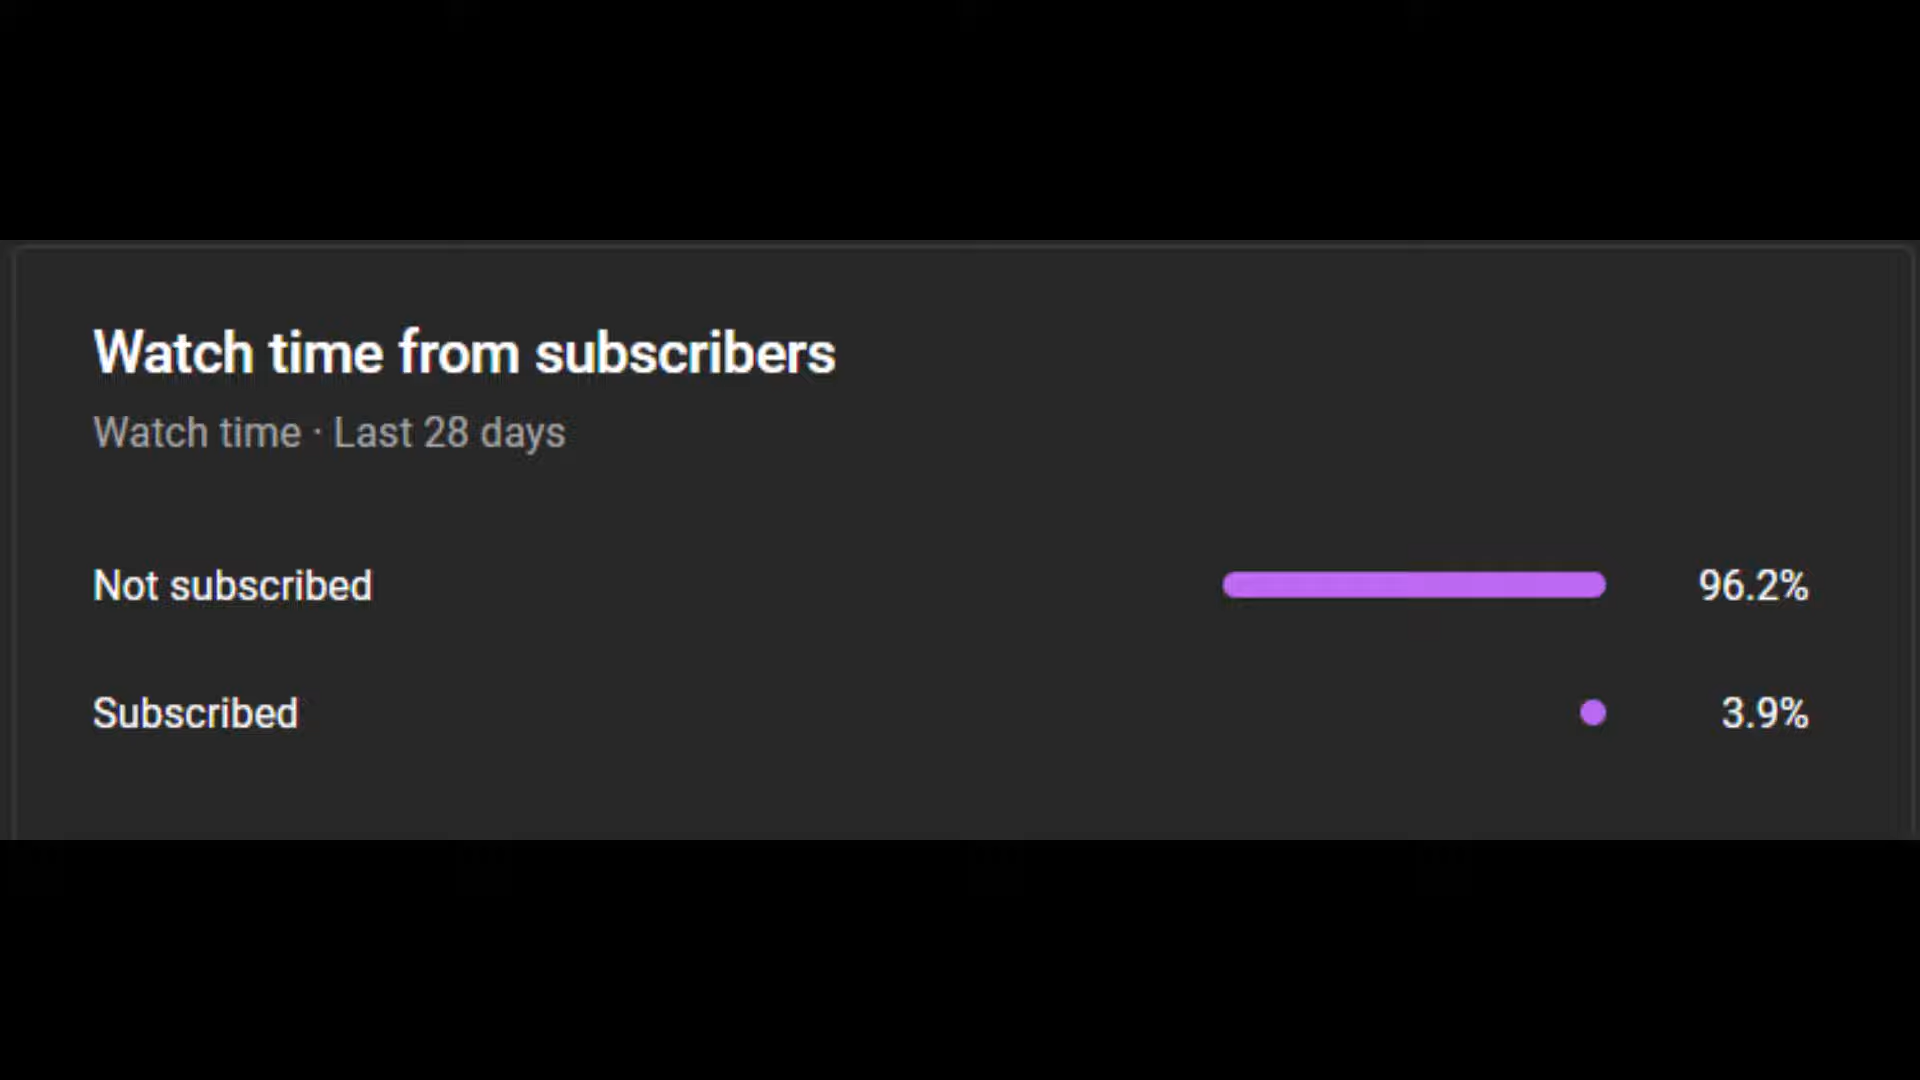 Watch time from subscribers
Watch time · Last 28 days
Not subscribed 96.2%
Subscribed 3.9%